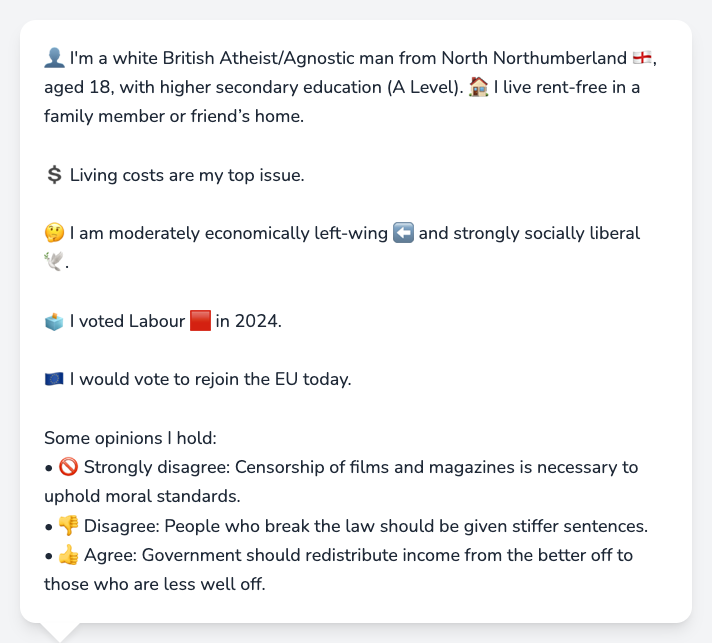 👤 I'm a white British Atheist/Agnostic man from North Northumberland 🏴󠁧󠁢󠁥󠁮󠁧󠁿,
aged 18, with higher secondary education (A Level). 🏠 I live rent-free in a
family member or friend’s home.
💲 Living costs are my top issue.
🤔 I am moderately economically left-wing ⬅️ and strongly socially liberal
🕊️.
🗳️ I voted Labour 🟥 in 2024.
🇪🇺 I would vote to rejoin the EU today.
Some opinions I hold:
• 🚫 Strongly disagree: Censorship of films and magazines is necessary to
uphold moral standards.
• 👎 Disagree: People who break the law should be given stiffer sentences.
• 👍 Agree: Government should redistribute income from the better off to
those who are less well off.